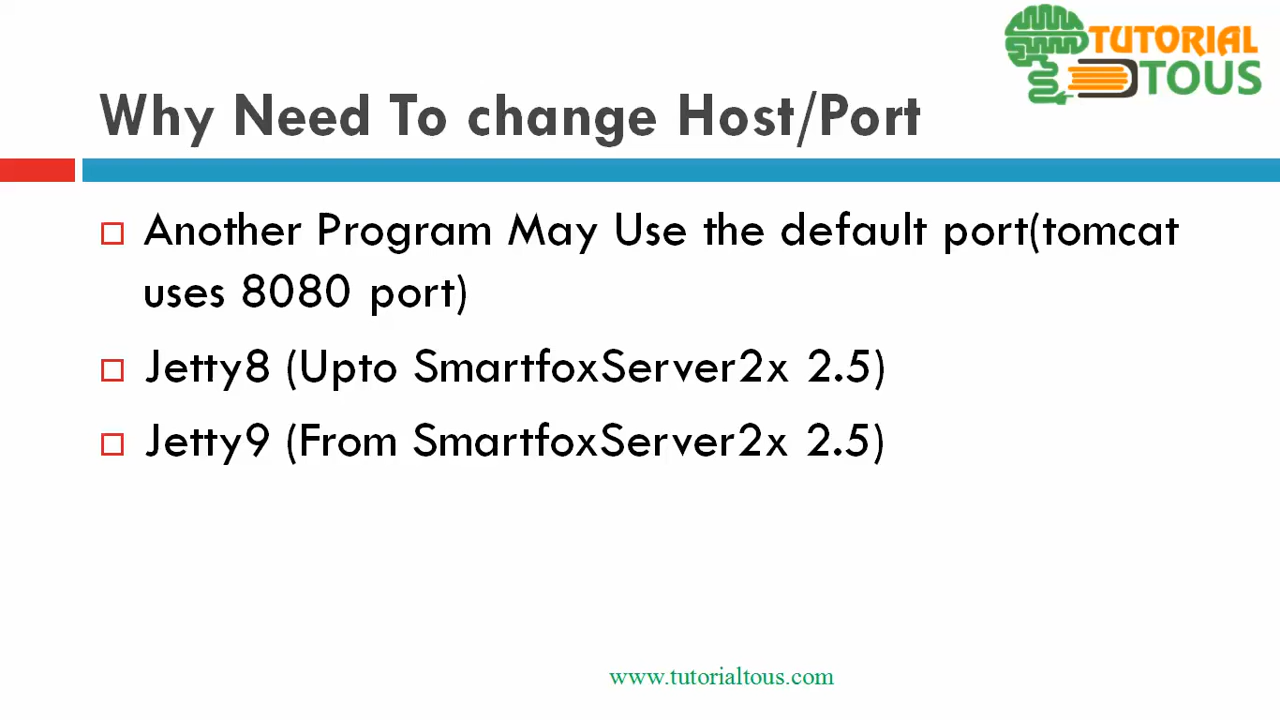 TUTORIAL
TOUS
Why Need To change Host/Port
Another Program May Use the default port(tomcat
uses 8080 port)
Jetty8 (Upto SmartfoxServer2x 2.5)
Jetty9 (From SmartfoxServer2x 2.5)
www.tutorialtous.com